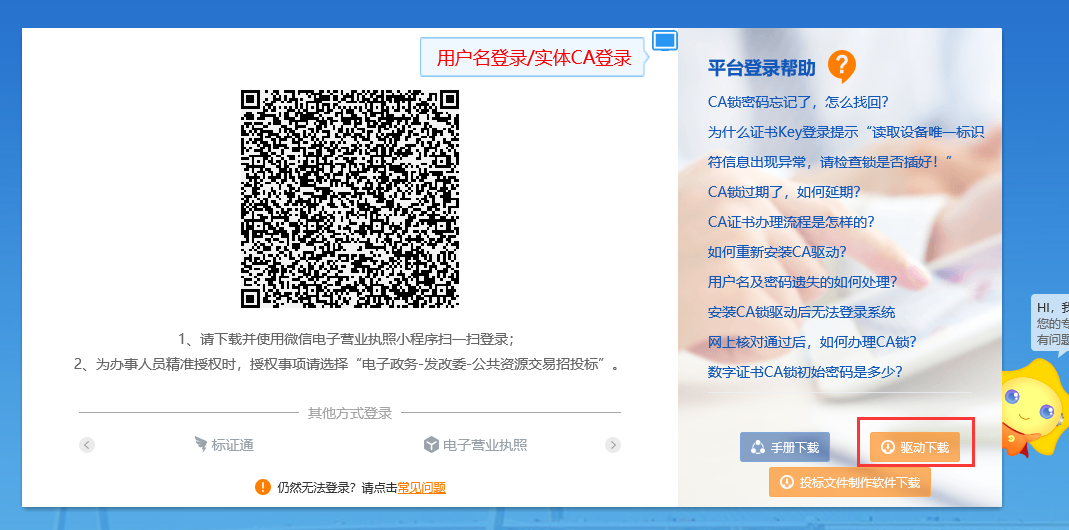 用户名登录/实体CA登录
1、请下载并使用微信电子营业执照小程序扫一扫登录；
2、为办事人员精准授权时，授权事项请选择“电子政务-发改委-公共资源交易招投标”。
其他方式登录
标证通
电子营业执照
仍然无法登录？请点击常见问题
平台登录帮助
CA锁密码忘记了，怎么找回？
为什么证书Key登录提示“读取设备唯一标识
符信息出现异常，请检查锁是否插好！”
CA锁过期了，如何延期？
CA证书办理流程是怎样的？
如何重新安装CA驱动？
用户名及密码遗失的如何处理？
安装CA锁驱动后无法登录系统
网上核对通过后，如何办理CA锁？
数字证书CA锁初始密码是多少？
手册下载
驱动下载
投标文件制作软件下载
HI，我
您的专
有问题